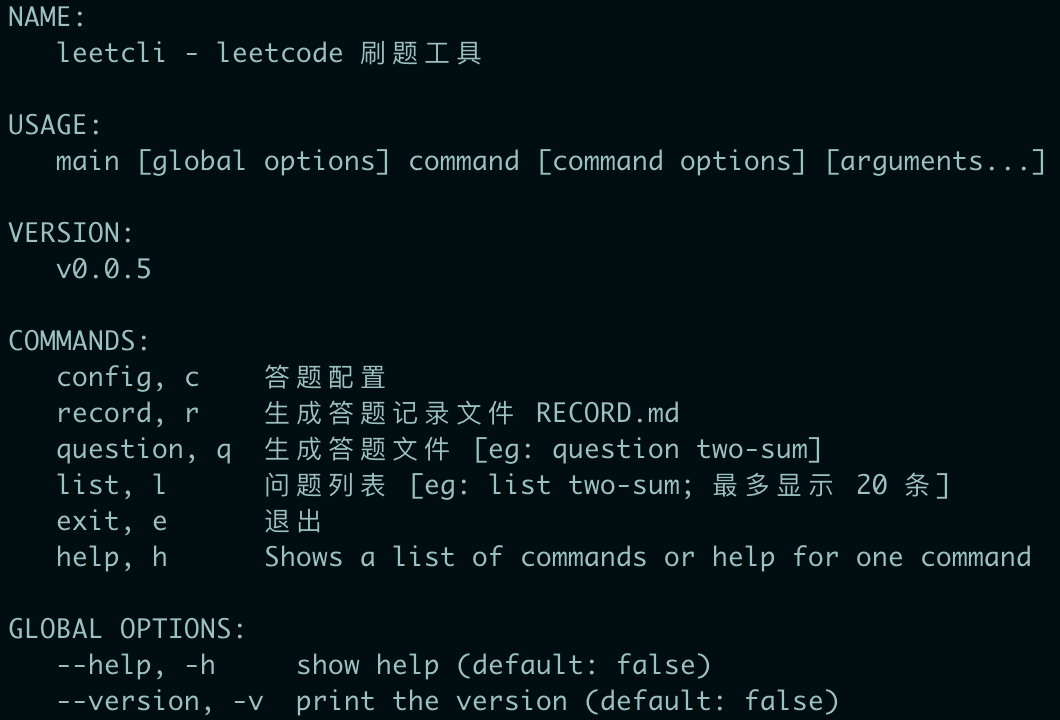 NAME:
   leetcli - leetcode 刷题工具

USAGE:
   main [global options] command [command options] [arguments...]

VERSION:
   v0.0.5

COMMANDS:
   config, c    答题配置
   record, r    生成答题记录文件 RECORD.md
   question, q  生成答题文件 [eg: question two-sum]
   list, l      问题列表 [eg: list two-sum; 最多显示 20 条]
   exit, e      退出
   help, h      Shows a list of commands or help for one command

GLOBAL OPTIONS:
   --help, -h     show help (default: false)
   --version, -v  print the version (default: false)